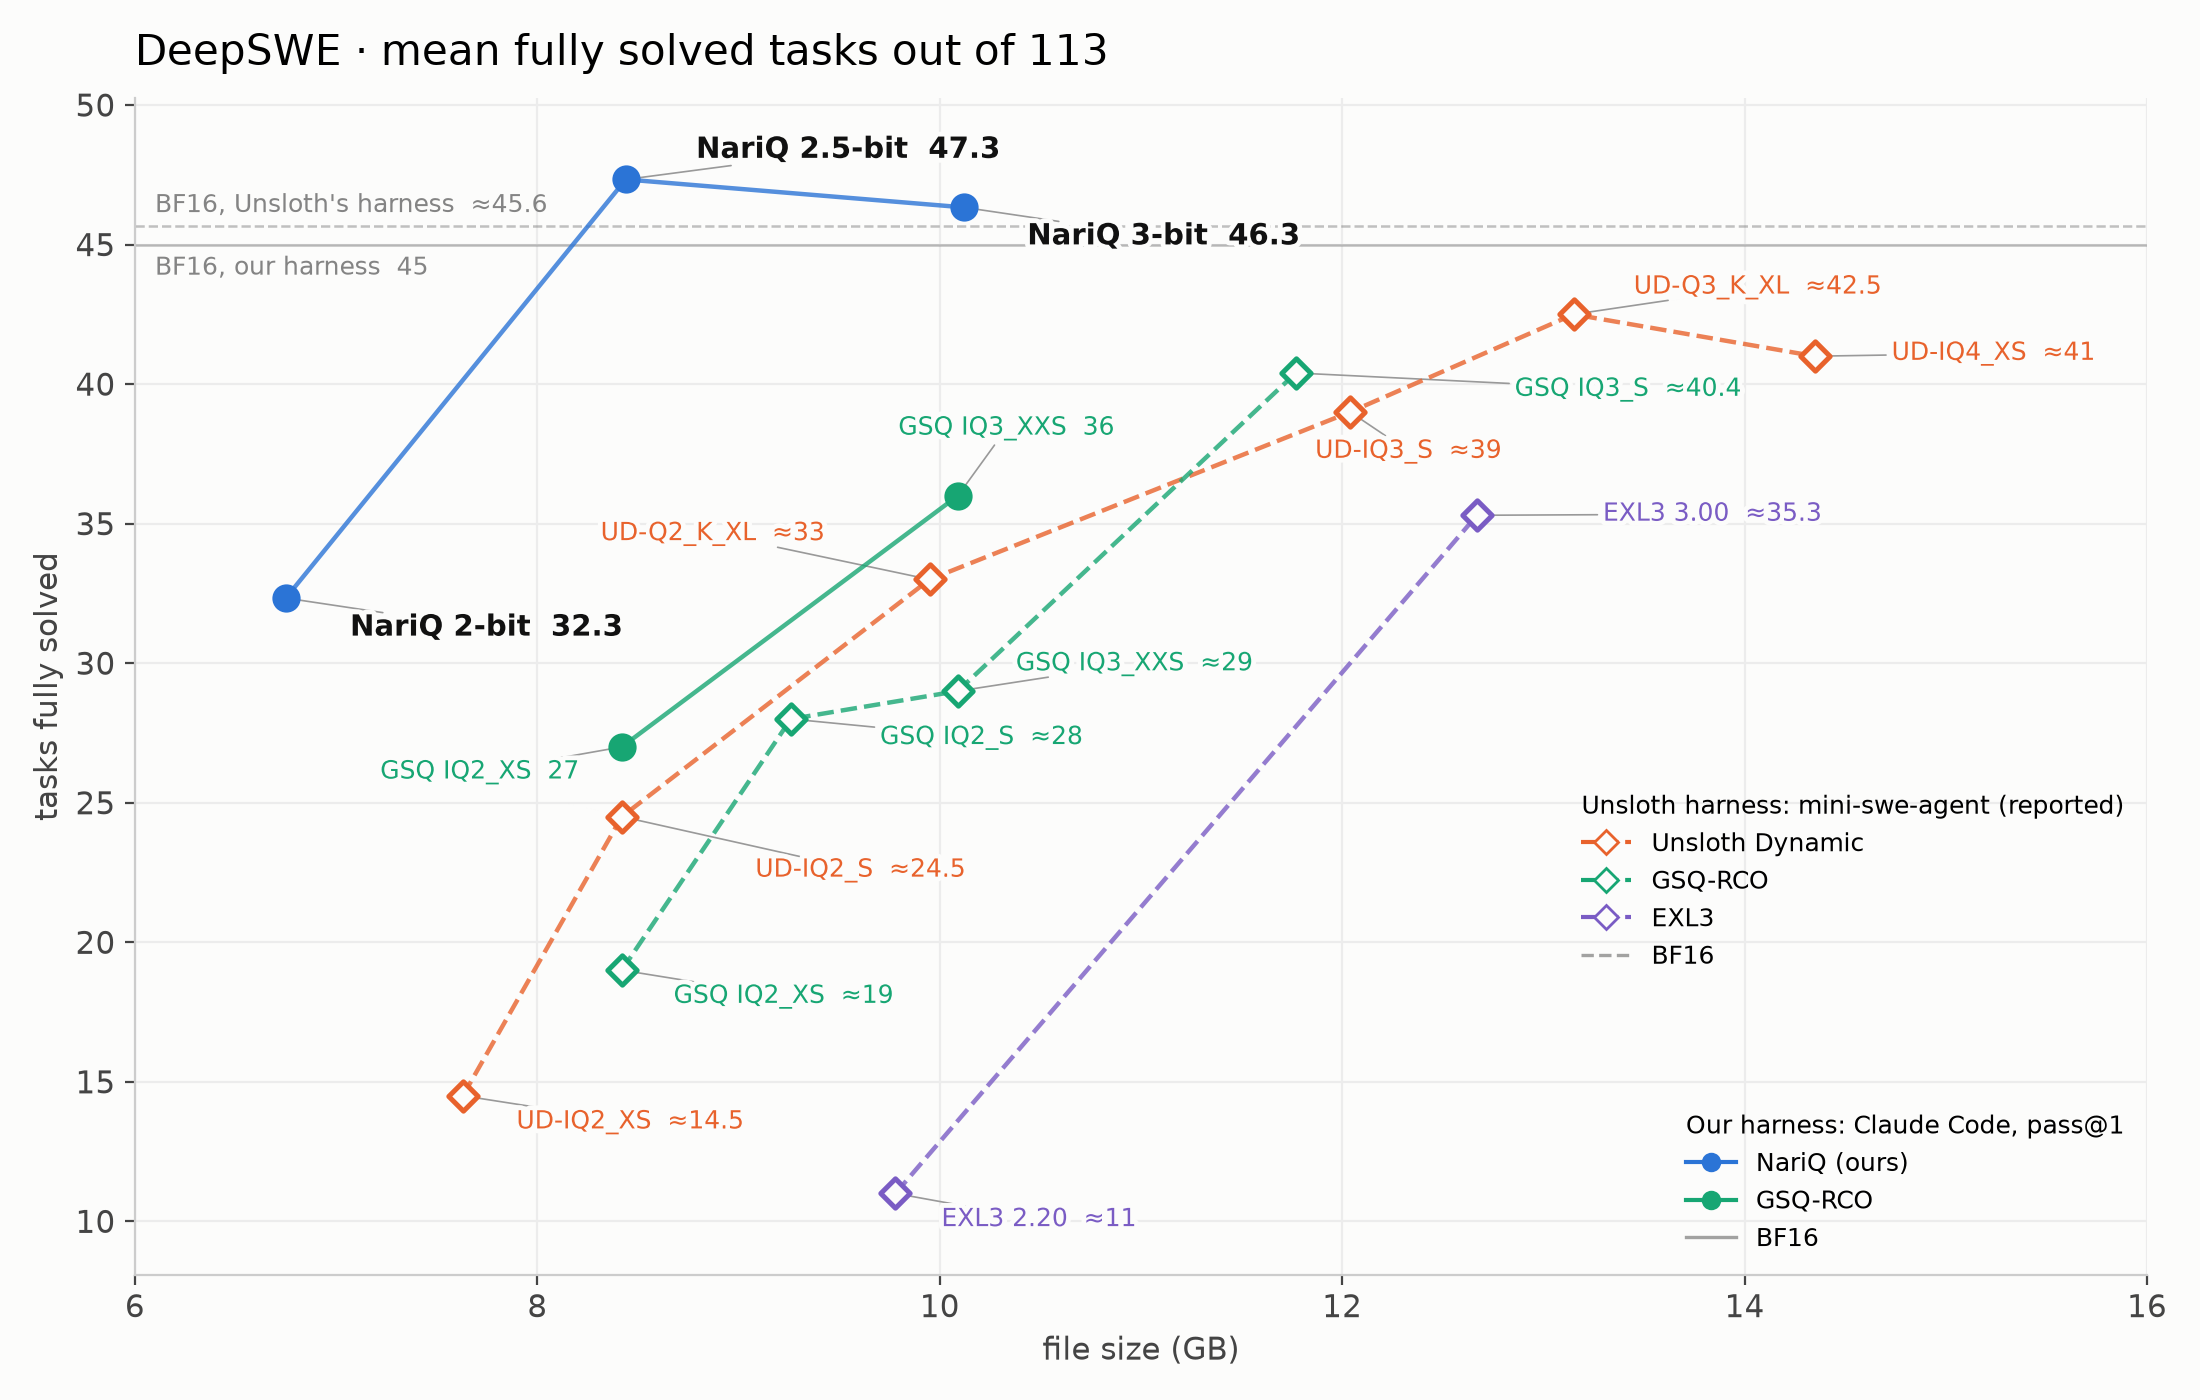 DeepSWE · mean fully solved tasks out of 113
50
45
40
35
30
25
20
15
10
tasks fully solved
NariQ 2.5-bit 47.3
BF16, Unsloth's harness ≈45.6
NariQ 3-bit 46.3
BF16, our harness 45
UD-Q3_K_XL ≈42.5
UD-IQ4_XS ≈41
GSQ IQ3_S ≈40.4
GSQ IQ3_XXS 36
UD-IQ3_S ≈39
UD-Q2_K_XL ≈33
EXL3 3.00 ≈35.3
NariQ 2-bit 32.3
GSQ IQ3_XXS ≈29
GSQ IQ2_S ≈28
GSQ IQ2_XS 27
UD-IQ2_S ≈24.5
GSQ IQ2_XS ≈19
UD-IQ2_XS ≈14.5
EXL3 2.20 ≈11
Unsloth harness: mini-swe-agent (reported)
Unsloth Dynamic
GSQ-RCO
EXL3
BF16
Our harness: Claude Code, pass@1
NariQ (ours)
GSQ-RCO
BF16
6 8 10 12 14 16
file size (GB)